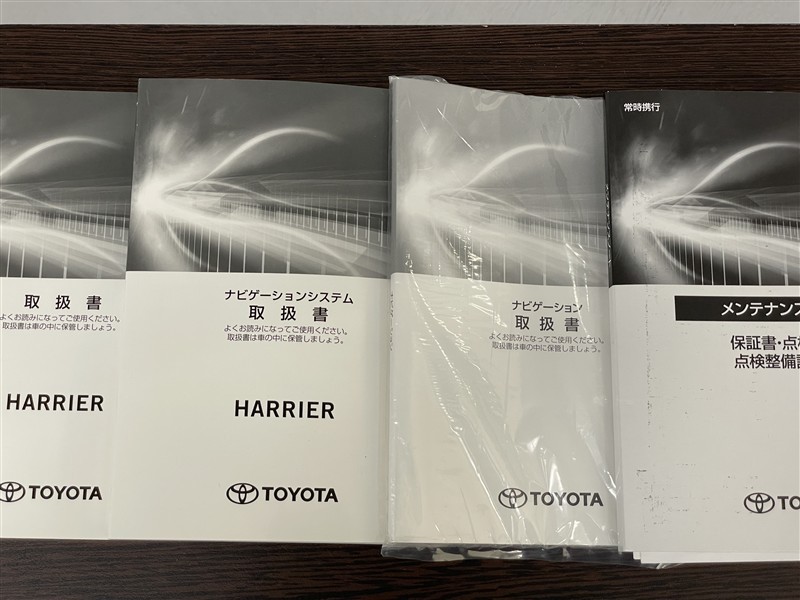 取扱書
よくお読みになってご使用ください。
取扱書は車の中に保管しましょう。
HARRIER
TOYOTA
ナビゲーションシステム
取扱書
よくお読みになってご使用ください。
取扱書は車の中に保管しましょう。
HARRIER
TOYOTA
ナビゲーション
取扱書
よくお読みになってご使用ください。
取扱書は車の中に保管しましょう。
TOYOTA
常時携行
メンテナンス
保証書・点検
点検整備記
TO